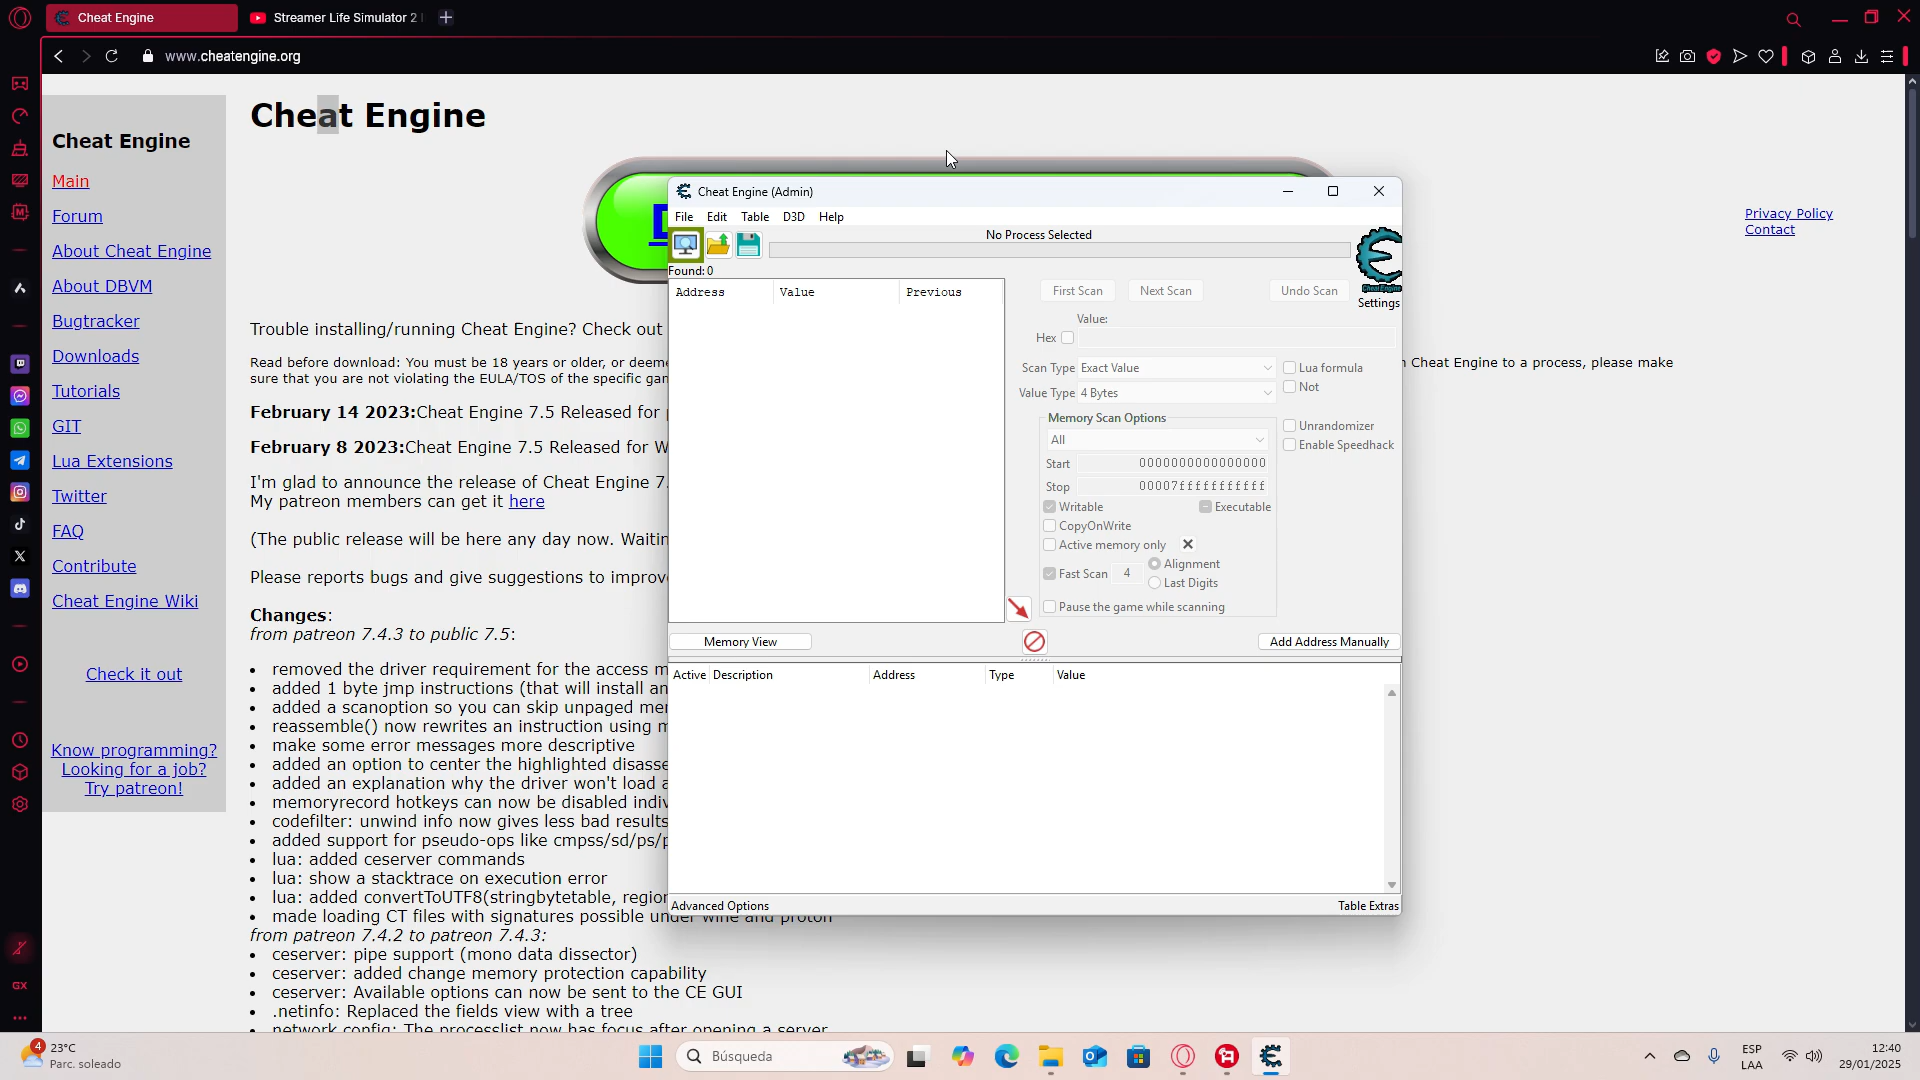 Cheat Engine
Streamer Life Simulator 2
www.cheatengine.org
Cheat Engine
Main
Forum
About Cheat Engine
About DBVM
Bugtracker
Downloads
Tutorials
GIT
Lua Extensions
Twitter
FAQ
Contribute
Cheat Engine Wiki
Check it out
Know programming?
Looking for a job?
Try patreon!
Cheat Engine
Privacy Policy
Contact
Trouble installing/running Cheat Engine? Check out
Read before download: You must be 18 years or older, or deeme
n Cheat Engine to a process, please make
sure that you are not violating the EULA/TOS of the specific gan
February 14 2023:Cheat Engine 7.5 Released for
February 8 2023:Cheat Engine 7.5 Released for W
I'm glad to announce the release of Cheat Engine 7.
My patreon members can get it here
(The public release will be here any day now. Waitin
Please reports bugs and give suggestions to improv
Changes:
from patreon 7.4.3 to public 7.5:
• removed the driver requirement for the access m
• added 1 byte jmp instructions (that will install an
• added a scanoption so you can skip unpaged me
• reassemble() now rewrites an instruction using m
• make some error messages more descriptive
• added an option to center the highlighted disasse
• added an explanation why the driver won't load a
• memoryrecord hotkeys can now be disabled indiv
• codefilter: unwind info now gives less bad results
• added support for pseudo-ops like cmpss/sd/ps/p
• lua: added ceserver commands
• lua: show a stacktrace on execution error
• lua: added convertToUTF8(stringbytetable, region
• made loading CT files with signatures possible under wine and proton
from patreon 7.4.2 to patreon 7.4.3:
• ceserver: pipe support (mono data dissector)
• ceserver: added change memory protection capability
• ceserver: Available options can now be sent to the CE GUI
• .netinfo: Replaced the fields view with a tree
• network config: The processlist now has focus after opening a server
Cheat Engine (Admin)
File Edit Table D3D Help
No Process Selected
Found: 0
Address Value Previous
First Scan Next Scan Undo Scan
Cheat Engine
Settings
Value:
Hex
Scan Type Exact Value
Lua formula
Not
Value Type 4 Bytes
Memory Scan Options
All
Unrandomizer
Enable Speedhack
Start 0000000000000000
Stop 00007fffffffffff
Writable Executable
CopyOnWrite
Active memory only
Fast Scan 4 Alignment
Last Digits
Pause the game while scanning
Memory View
Add Address Manually
Active Description Address Type Value
Advanced Options
Table Extras
GX
4
23°C
Parc. soleado
Búsqueda
ESP
LAA
12:40
29/01/2025